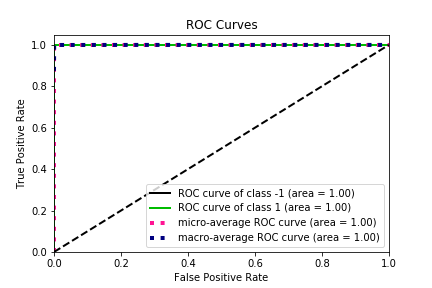 ROC Curves
True Positive Rate
1.0
0.8
0.6
0.4
0.2
0.0
ROC curve of class -1 (area = 1.00)
ROC curve of class 1 (area = 1.00)
micro-average ROC curve (area = 1.00)
macro-average ROC curve (area = 1.00)
0.0 0.2 0.4 0.6 0.8 1.0
False Positive Rate